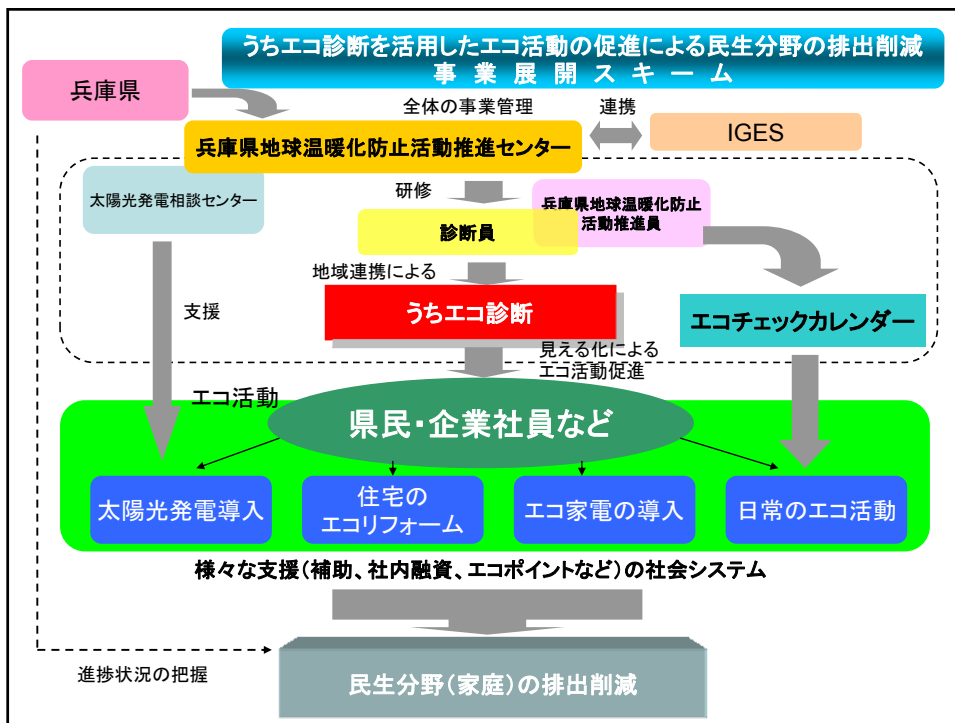 うちエコ診断を活用したエコ活動の促進による民生分野の排出削減
事業展開スキーム
兵庫県
全体の事業管理
連携
兵庫県地球温暖化防止活動推進センター
IGES
太陽光発電相談センター
研修
兵庫県地球温暖化防止
活動推進員
診断員
地域連携による
支援
うちエコ診断
エコチェックカレンダー
見える化による
エコ活動促進
エコ活動
県民・企業社員など
太陽光発電導入
住宅の
エコリフォーム
エコ家電の導入
日常のエコ活動
様々な支援(補助、社内融資、エコポイントなど)の社会システム
進捗状況の把握
民生分野(家庭)の排出削減